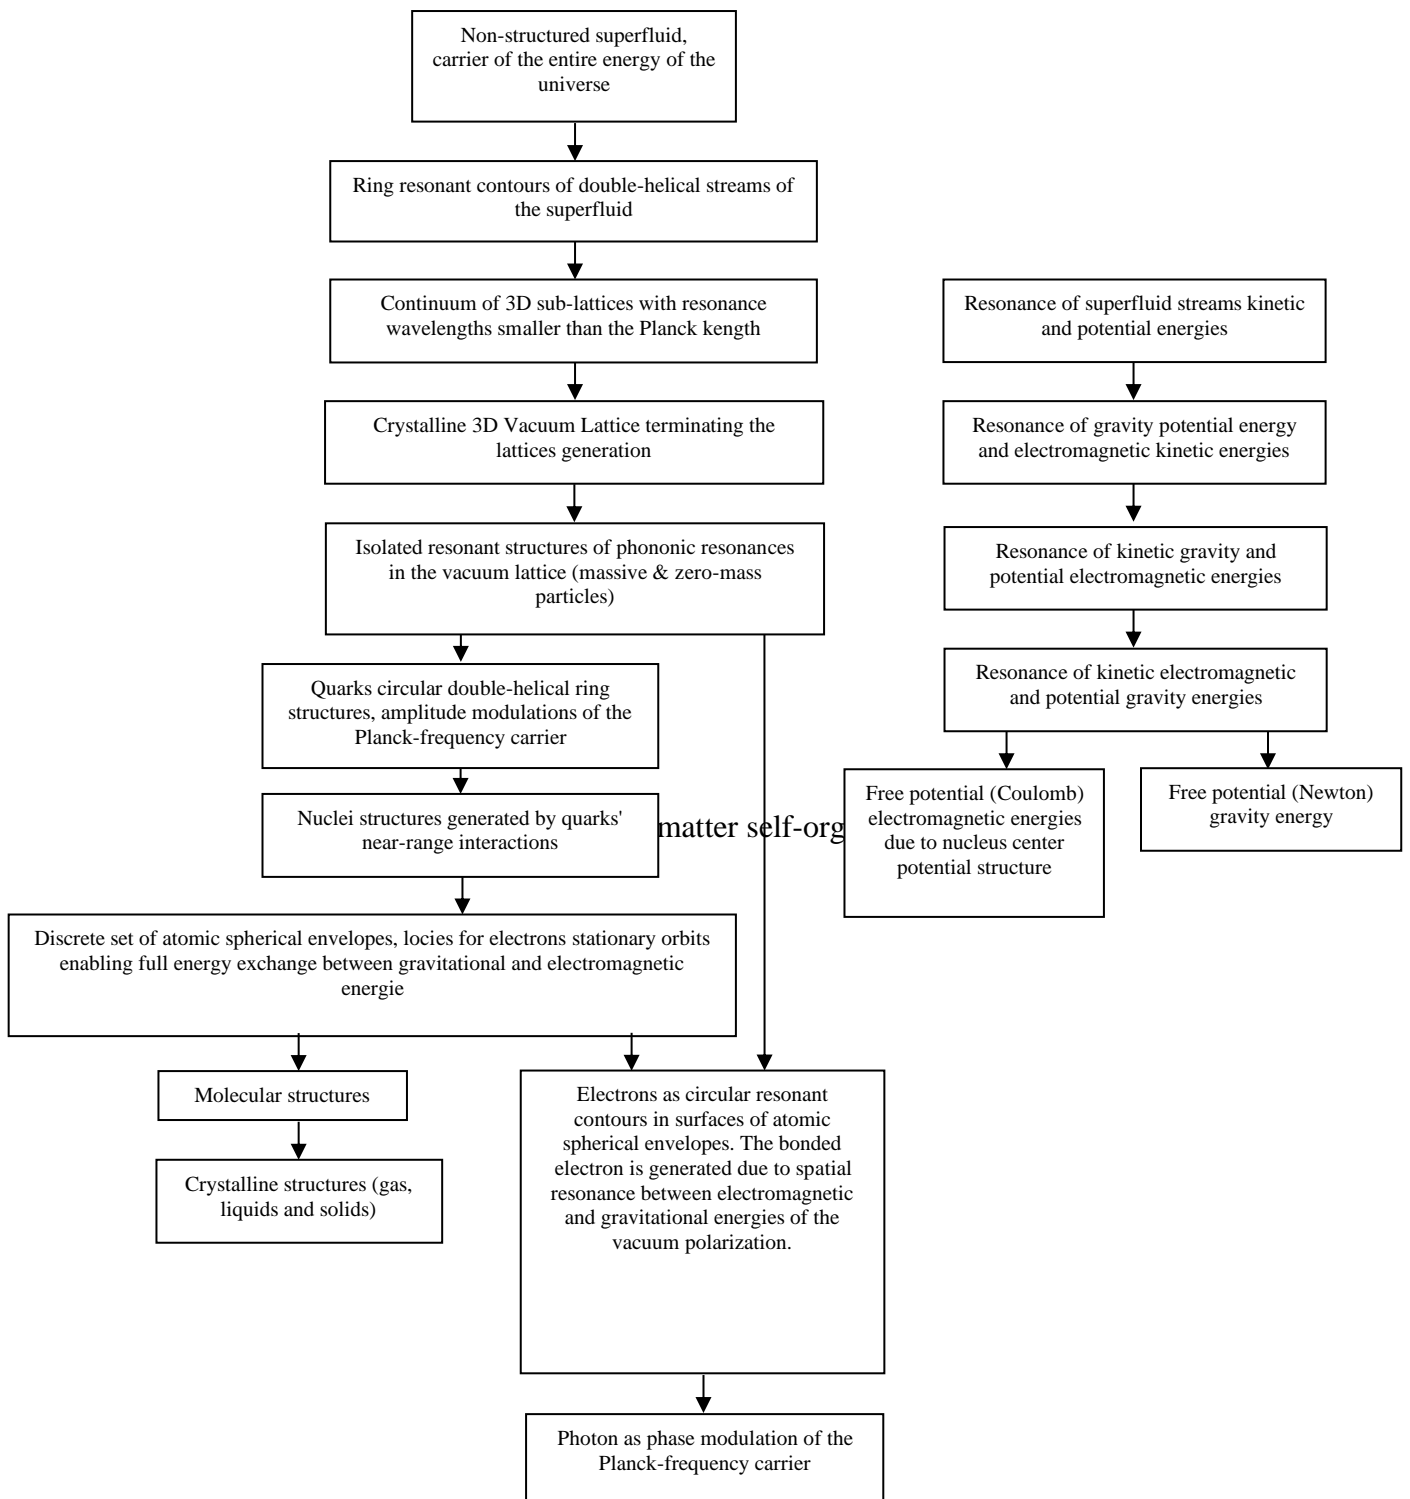 Non-structured superfluid,
carrier of the entire energy of the
universe
Ring resonant contours of double-helical streams of
the superfluid
Continuum of 3D sub-lattices with resonance
wavelengths smaller than the Planck kength
Crystalline 3D Vacuum Lattice terminating the
lattices generation
Isolated resonant structures of phononic resonances
in the vacuum lattice (massive & zero-mass
particles)
Quarks circular double-helical ring
structures, amplitude modulations of the
Planck-frequency carrier
Nuclei structures generated by quarks'
near-range interactions
matter self-org
Discrete set of atomic spherical envelopes, locies for electrons stationary orbits
enabling full energy exchange between gravitational and electromagnetic
energie
Molecular structures
Crystalline structures (gas,
liquids and solids)
Electrons as circular resonant
contours in surfaces of atomic
spherical envelopes. The bonded
electron is generated due to spatial
resonance between electromagnetic
and gravitational energies of the
vacuum polarization.
Photon as phase modulation of the
Planck-frequency carrier
Resonance of superfluid streams kinetic
and potential energies
Resonance of gravity potential energy
and electromagnetic kinetic energies
Resonance of kinetic gravity and
potential electromagnetic energies
Resonance of kinetic electromagnetic
and potential gravity energies
Free potential (Coulomb)
electromagnetic energies
due to nucleus center
potential structure
Free potential (Newton)
gravity energy